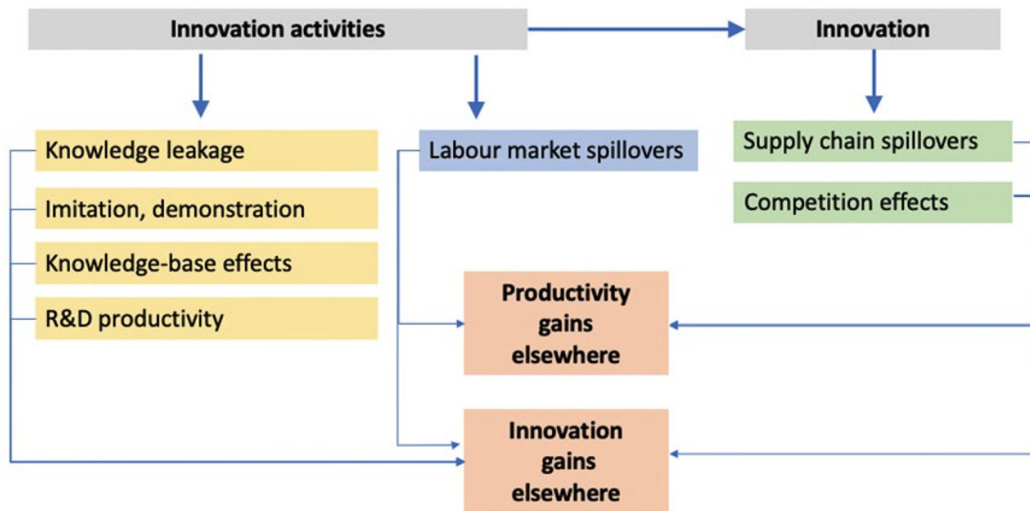 Innovation activities
Innovation
Knowledge leakage
Imitation, demonstration
Knowledge-base effects
R&D productivity
Labour market spillovers
Supply chain spillovers
Competition effects
Productivity
gains
elsewhere
Innovation
gains
elsewhere